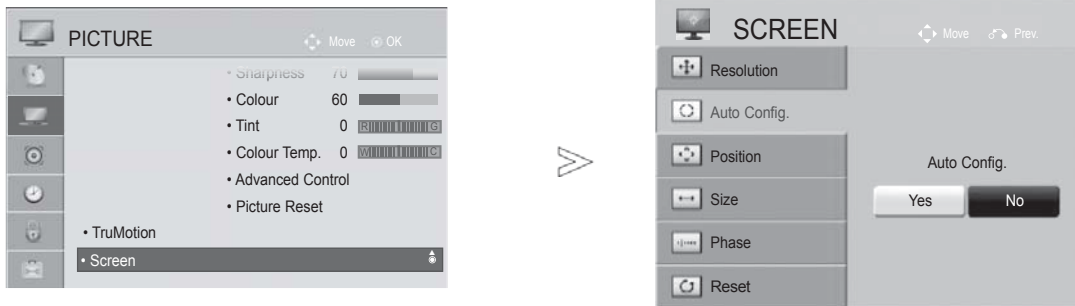 PICTURE
Move OK
• Sharpness 70
• Colour 60
• Tint 0 R G
• Colour Temp. 0 W C
• Advanced Control
• Picture Reset
• TruMotion
• Screen
SCREEN
Move Prev.
Resolution
Auto Config.
Position
Size
Phase
Reset
Auto Config.
Yes No